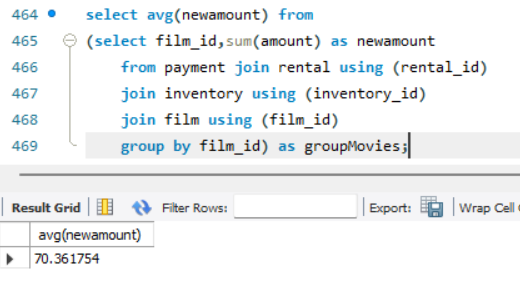 464 select avg(newamount) from
465 (select film_id,sum(amount) as newamount
466 from payment join rental using (rental_id)
467 join inventory using (inventory_id)
468 join film using (film_id)
469 group by film_id) as groupMovies;
Result Grid Filter Rows: Export: Wrap Cell
avg(newamount)
70.361754